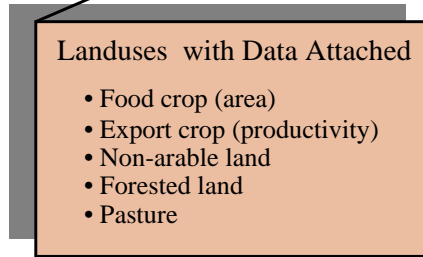 Landuses with Data Attached
• Food crop (area)
• Export crop (productivity)
• Non-arable land
• Forested land
• Pasture